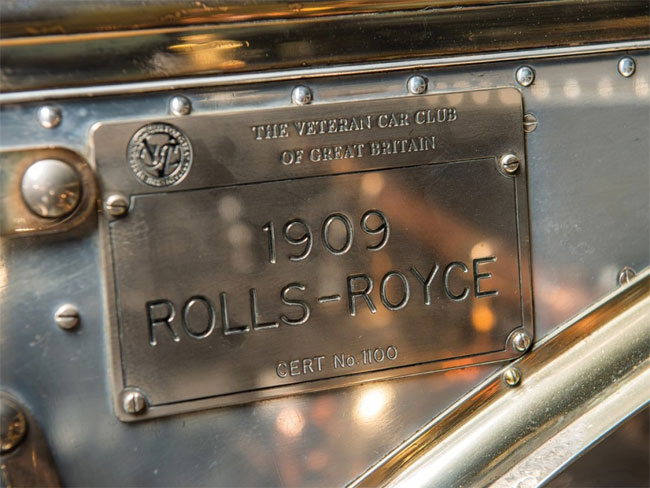 THE VETERAN CAR CLUB
OF GREAT BRITAIN
1909
ROLLS-ROYCE
CERT No. 1100